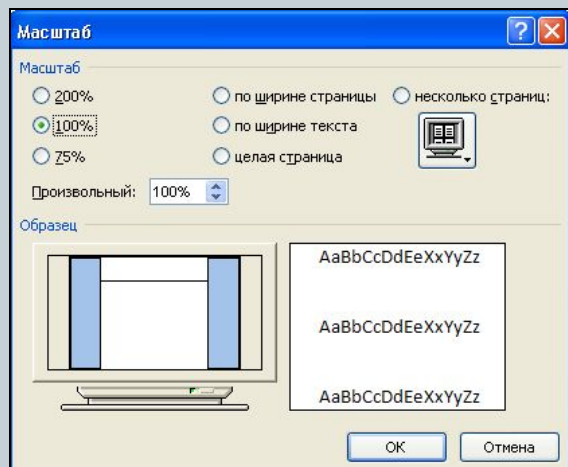 Масштаб
Масштаб
200%
по ширине страницы
несколько страниц:
100%
по ширине текста
75%
целая страница
Произвольный: 100%
Образец
AaBbCcDdEeXxYyZz
AaBbCcDdEeXxYyZz
AaBbCcDdEeXxYyZz
ОК
Отмена